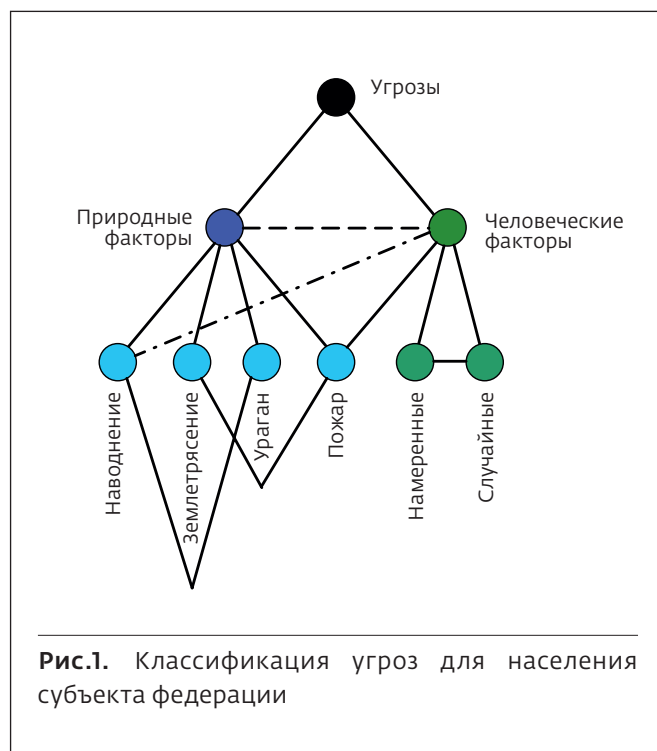 Угрозы
Природные
факторы
Человеческие
факторы
Наводнение
Землетрясение
Ураган
Пожар
Намеренные
Случайные
Рис.1. Классификация угроз для населения
субъекта федерации